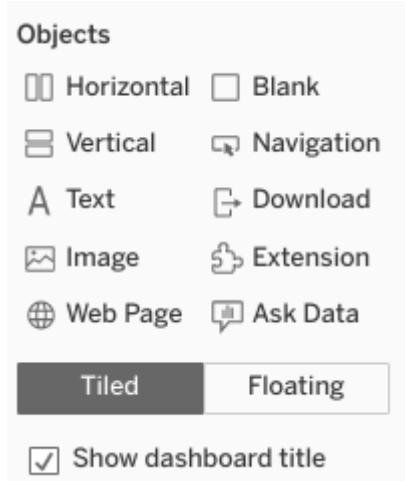 Objects
Horizontal Blank
Vertical Navigation
Text Download
Image Extension
Web Page Ask Data
Tiled Floating
Show dashboard title